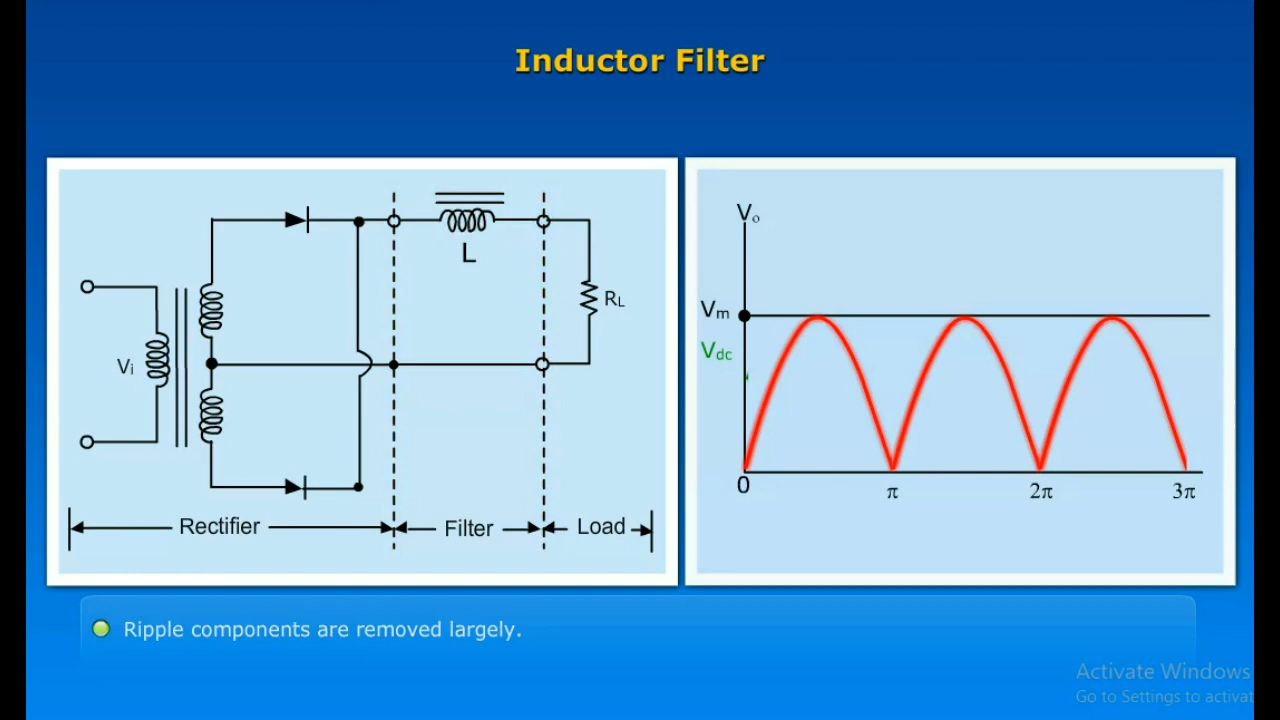 Inductor Filter
Vi
L
RL
Rectifier
Filter
Load
Vo
Vm
Vdc
0
π
2π
3π
Ripple components are removed largely.
Activate Windows
Go to Settings to activat